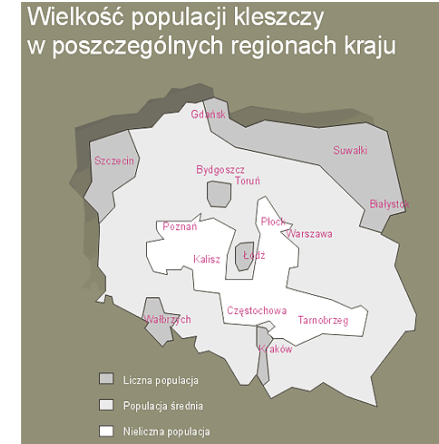 Wielkość populacji kleszczy
w poszczególnych regionach kraju
Gdańsk
Suwałki
Szczecin
Bydgoszcz
Toruń
Białystok
Płock
Poznań
Warszawa
Łódź
Kalisz
Częstochowa
Wałbrzych
Tarnobrzeg
Kraków
Liczna populacja
Populacja średnia
Nieliczna populacja